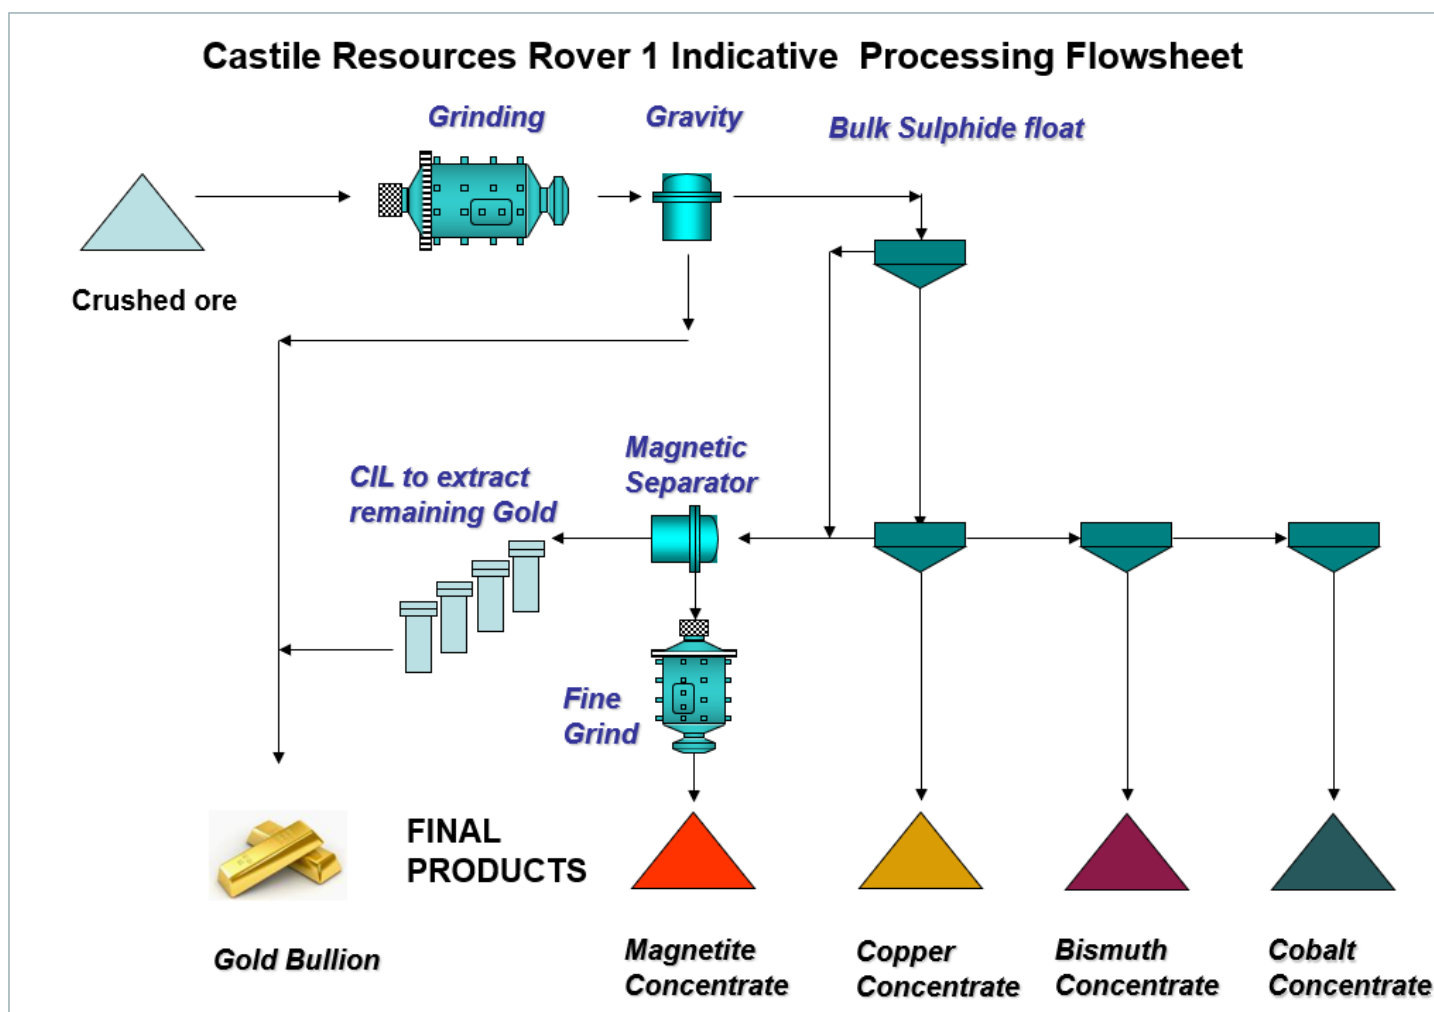 Castile Resources Rover 1 Indicative  Processing Flowsheet
Grinding
Gravity
Bulk Sulphide float
Crushed ore
Magnetic
Separator
CIL to extract
remaining Gold
Fine
Grind
FINAL
PRODUCTS
Gold Bullion
Magnetite
Concentrate
Copper
Concentrate
Bismuth
Concentrate
Cobalt
Concentrate